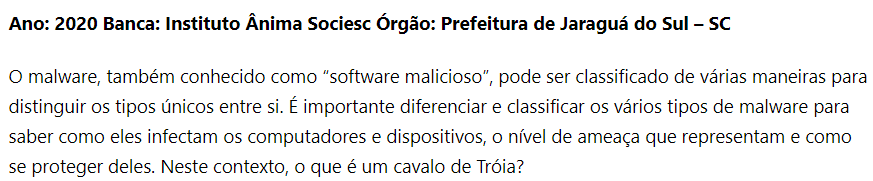 Ano: 2020 Banca: Instituto Ânima Sociesc Órgão: Prefeitura de Jaraguá do Sul – SC
O malware, também conhecido como “software malicioso”, pode ser classificado de várias maneiras para
distinguir os tipos únicos entre si. É importante diferenciar e classificar os vários tipos de malware para
saber como eles infectam os computadores e dispositivos, o nível de ameaça que representam e como
se proteger deles. Neste contexto, o que é um cavalo de Tróia?